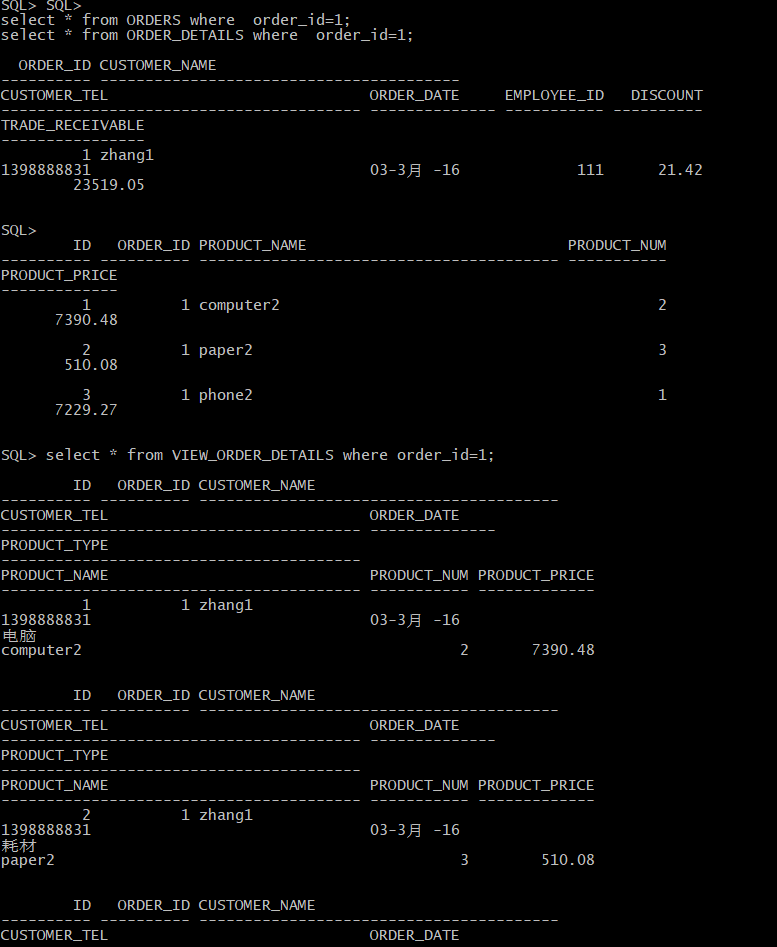 SQL> SQL>
select * from ORDERS where  order_id=1;
select * from ORDER_DETAILS where  order_id=1;

  ORDER_ID CUSTOMER_NAME
---------- ----------------------------------------
CUSTOMER_TEL                             ORDER_DATE     EMPLOYEE_ID   DISCOUNT
---------------------------------------- -------------- ----------- ----------
TRADE_RECEIVABLE
----------------
         1 zhang1
1398888831                               03-3月 -16             111      21.42
        23519.05


SQL>
        ID   ORDER_ID PRODUCT_NAME                             PRODUCT_NUM
---------- ---------- ---------------------------------------- -----------
PRODUCT_PRICE
-------------
         1          1 computer2                                          2
      7390.48

         2          1 paper2                                             3
       510.08

         3          1 phone2                                             1
      7229.27


SQL> select * from VIEW_ORDER_DETAILS where order_id=1;

        ID   ORDER_ID CUSTOMER_NAME
---------- ---------- ----------------------------------------
CUSTOMER_TEL                             ORDER_DATE
---------------------------------------- --------------
PRODUCT_TYPE
----------------------------------------
PRODUCT_NAME                             PRODUCT_NUM PRODUCT_PRICE
---------------------------------------- ----------- -------------
         1          1 zhang1
1398888831                               03-3月 -16
电脑
computer2                                          2       7390.48


        ID   ORDER_ID CUSTOMER_NAME
---------- ---------- ----------------------------------------
CUSTOMER_TEL                             ORDER_DATE
---------------------------------------- --------------
PRODUCT_TYPE
----------------------------------------
PRODUCT_NAME                             PRODUCT_NUM PRODUCT_PRICE
---------------------------------------- ----------- -------------
         2          1 zhang1
1398888831                               03-3月 -16
耗材
paper2                                             3        510.08


        ID   ORDER_ID CUSTOMER_NAME
---------- ---------- ----------------------------------------
CUSTOMER_TEL                             ORDER_DATE